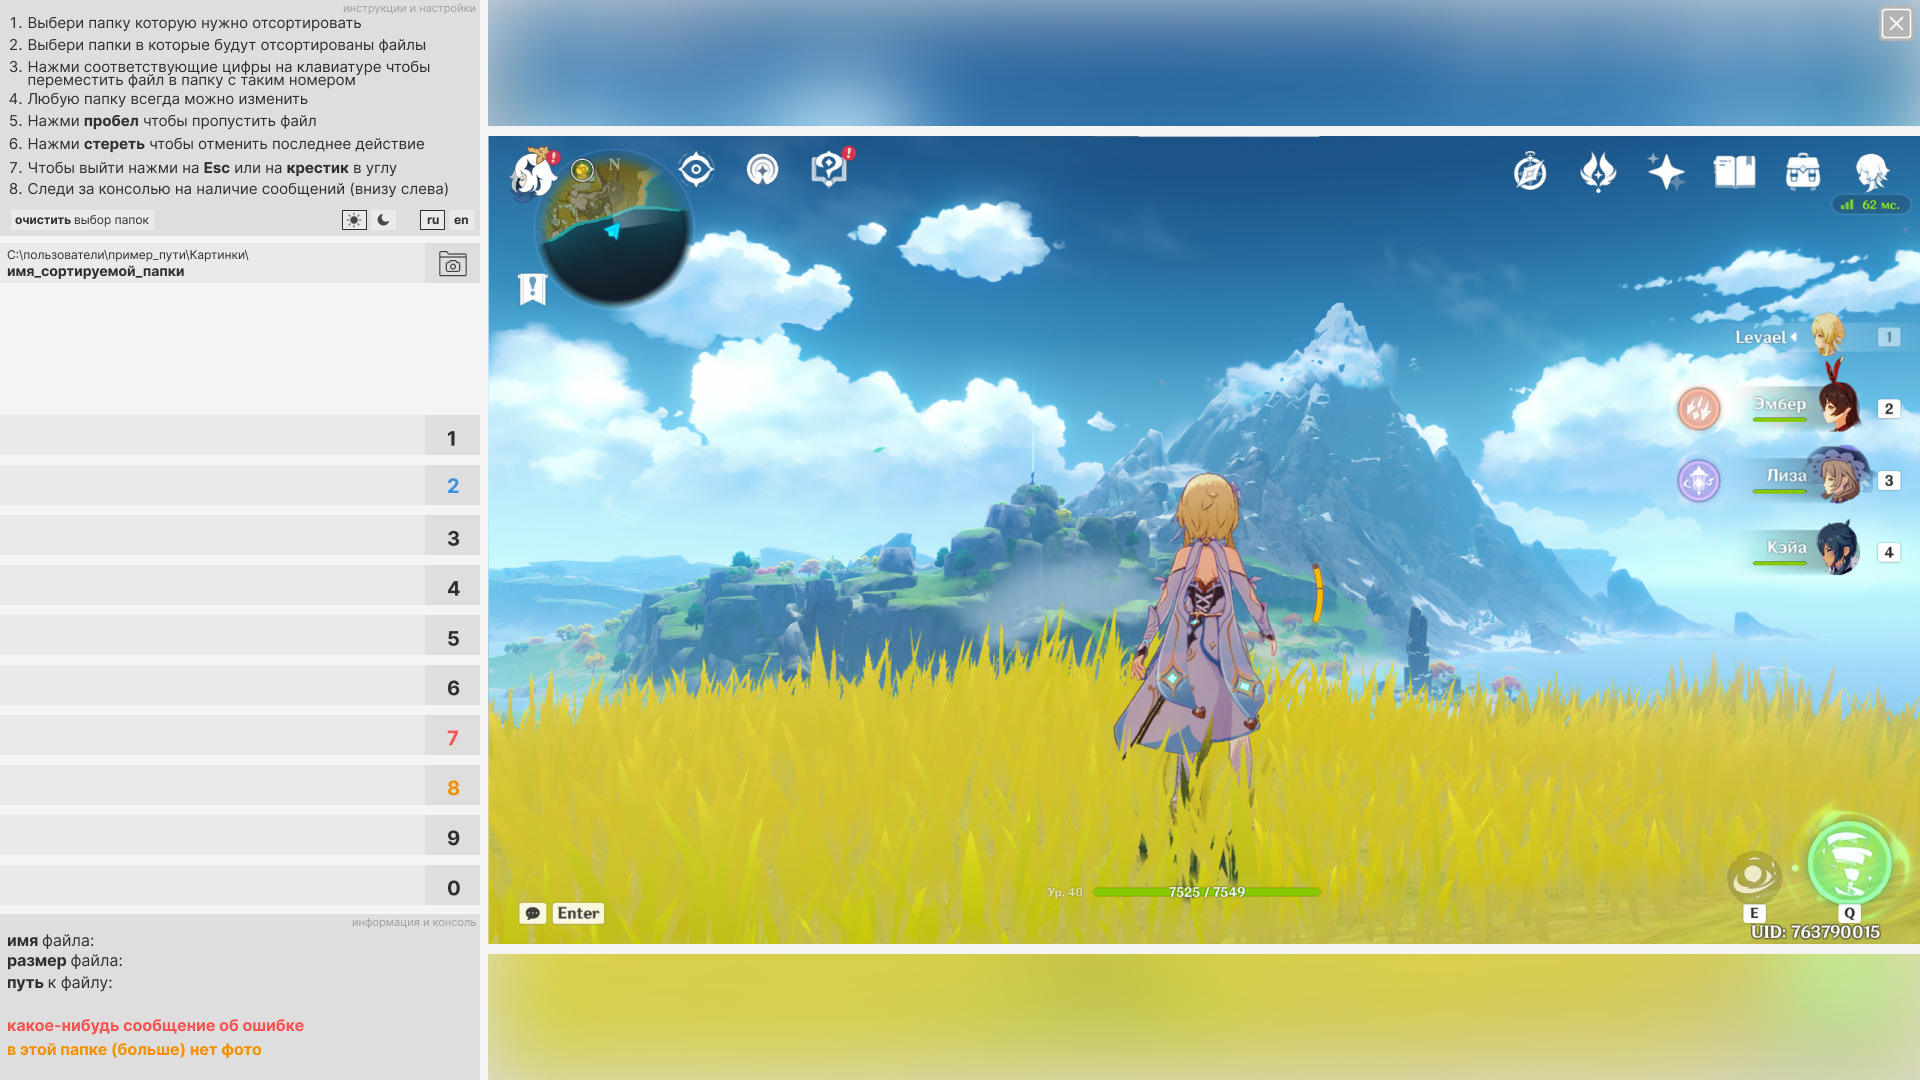 инструкции и настройки
1. Выбери папку которую нужно отсортировать
2. Выбери папки в которые будут отсортированы файлы
3. Нажми соответствующие цифры на клавиатуре чтобы
переместить файл в папку с таким номером
4. Любую папку всегда можно изменить
5. Нажми пробел чтобы пропустить файл
6. Нажми стереть чтобы отменить последнее действие
7. Чтобы выйти нажми на Esc или на крестик в углу
8. Следи за консолью на наличие сообщений (внизу слева)
очистить выбор папок
ru
en
C:\пользователи\пример_пути\Картинки\
имя_сортируемой_папки
1
2
3
4
5
6
7
8
9
0
информация и консоль
имя файла:
размер файла:
путь к файлу:
какое-нибудь сообщение об ошибке
в этой папке (больше) нет фото
N
62 мс.
Levael
1
Эмбер
2
Лиза
3
Кэйа
4
Ур. 40
7525 / 7549
Enter
E
Q
UID: 763790015